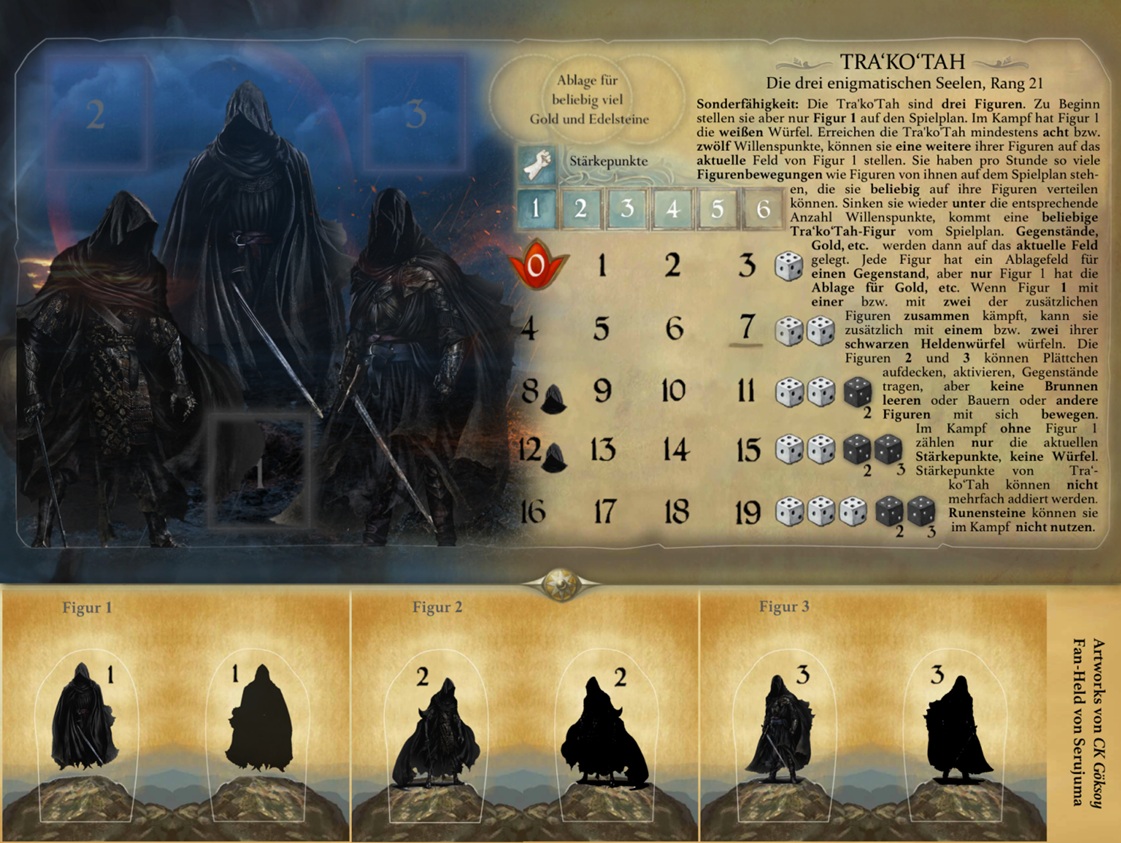 2
3
1
Ablage für
beliebig viel
Gold und Edelsteine
Stärkepunkte
1 2 3 4 5 6
0 1 2 3
4 5 6 7
8 9 10 11
2
12 13 14 15
2 3
16 17 18 19
2 3
TRA‘KO‘TAH
Die drei enigmatischen Seelen, Rang 21
Sonderfähigkeit: Die Tra‘ko‘Tah sind drei Figuren. Zu Beginn
stellen sie aber nur Figur 1 auf den Spielplan. Im Kampf hat Figur 1
die weißen Würfel. Erreichen die Tra‘ko‘Tah mindestens acht bzw.
zwölf Willenspunkte, können sie eine weitere ihrer Figuren auf das
aktuelle Feld von Figur 1 stellen. Sie haben pro Stunde so viele
Figurenbewegungen wie Figuren von ihnen auf dem Spielplan steh-
en, die sie beliebig auf ihre Figuren verteilen
können. Sinken sie wieder unter die entsprechende
Anzahl Willenspunkte, kommt eine beliebige
Tra‘ko‘Tah-Figur vom Spielplan. Gegenstände,
Gold, etc. werden dann auf das aktuelle Feld
gelegt. Jede Figur hat ein Ablagefeld für
einen Gegenstand, aber nur Figur 1 hat die
Ablage für Gold, etc. Wenn Figur 1 mit
einer bzw. mit zwei der zusätzlichen
Figuren zusammen kämpft, kann sie
zusätzlich mit einem bzw. zwei ihrer
schwarzen Heldenwürfel würfeln. Die
Figuren 2 und 3 können Plättchen
aufdecken, aktivieren, Gegenstände
tragen, aber keine Brunnen
leeren oder Bauern oder andere
Figuren mit sich bewegen.
Im Kampf ohne Figur 1
zählen nur die aktuellen
Stärkepunkte, keine Würfel.
Stärkepunkte von Tra‘-
ko‘Tah können nicht
mehrfach addiert werden.
Runensteine können sie
im Kampf nicht nutzen.
Figur 1
1 1
Figur 2
2 2
Figur 3
3 3
Artworks von CK Göksoy
Fan-Held von Serujuma